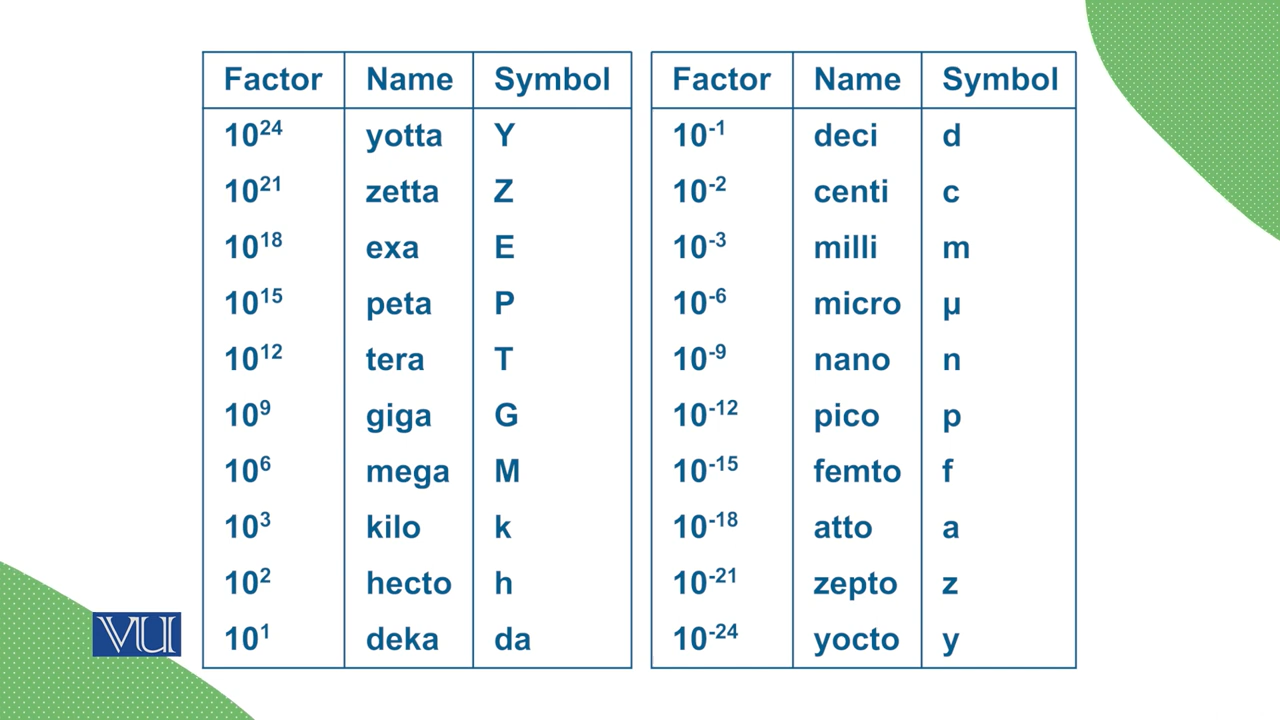 Factor Name Symbol
10²⁴ yotta Y
10²¹ zetta Z
10¹⁸ exa E
10¹⁵ peta P
10¹² tera T
10⁹ giga G
10⁶ mega M
10³ kilo k
10² hecto h
10¹ deka da
Factor Name Symbol
10⁻¹ deci d
10⁻² centi c
10⁻³ milli m
10⁻⁶ micro µ
10⁻⁹ nano n
10⁻¹² pico p
10⁻¹⁵ femto f
10⁻¹⁸ atto a
10⁻²¹ zepto z
10⁻²⁴ yocto y
VU